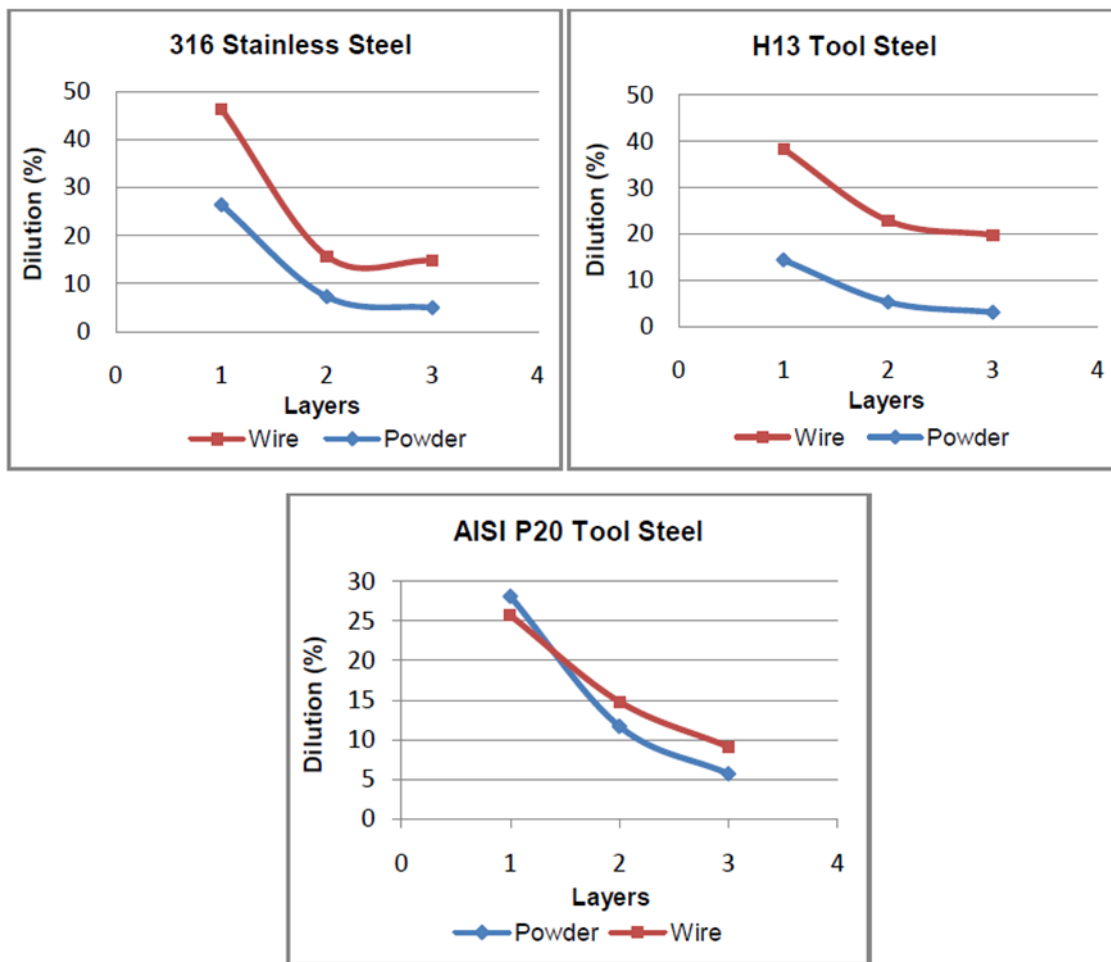 316 Stainless Steel
50
40
30
20
10
0
Dilution (%)
0 1 2 3 4
Layers
Wire Powder
H13 Tool Steel
50
40
30
20
10
0
Dilution (%)
0 1 2 3 4
Layers
Wire Powder
AISI P20 Tool Steel
30
25
20
15
10
5
0
Dilution (%)
0 1 2 3 4
Layers
Powder Wire